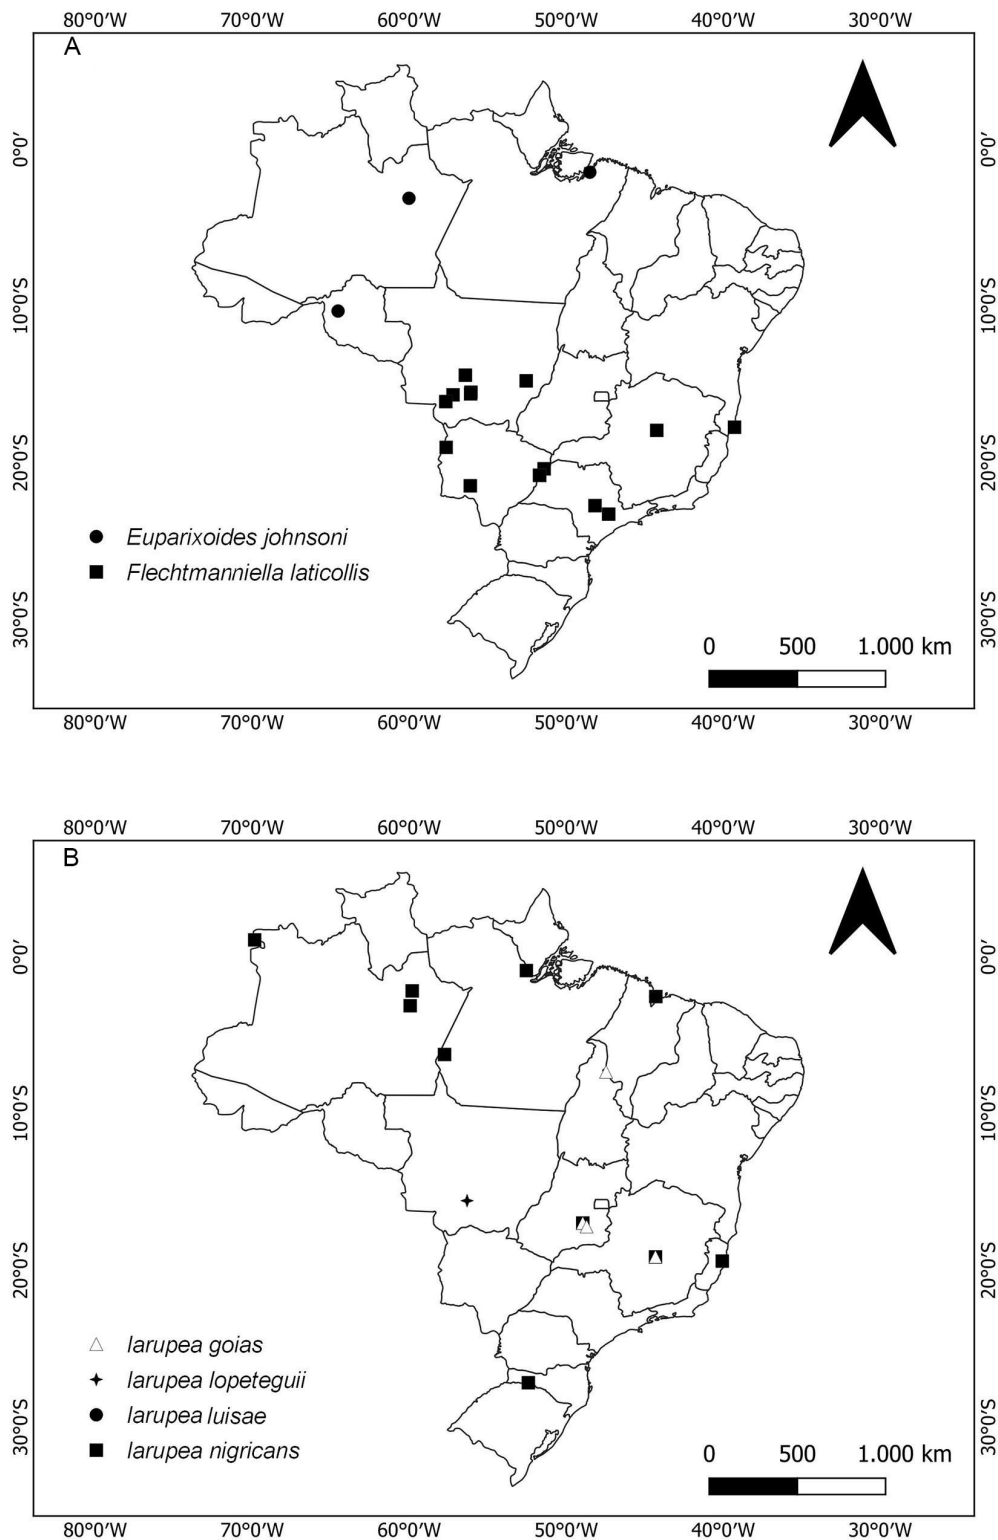 80°0'W 70°0'W 60°0'W 50°0'W 40°0'W 30°0'W
A
0°0' 0°0'
10°0'S 10°0'S
20°0'S 20°0'S
Euparixoides johnsoni
Flechtmanniella laticollis
30°0'S 30°0'S
0 500 1.000 km
80°0'W 70°0'W 60°0'W 50°0'W 40°0'W 30°0'W
80°0'W 70°0'W 60°0'W 50°0'W 40°0'W 30°0'W
B
0°0' 0°0'
10°0'S 10°0'S
20°0'S 20°0'S
Iarupea goias
Iarupea lopeteguii
Iarupea luisae
30°0'S 30°0'S
Iarupea nigricans
0 500 1.000 km
80°0'W 70°0'W 60°0'W 50°0'W 40°0'W 30°0'W